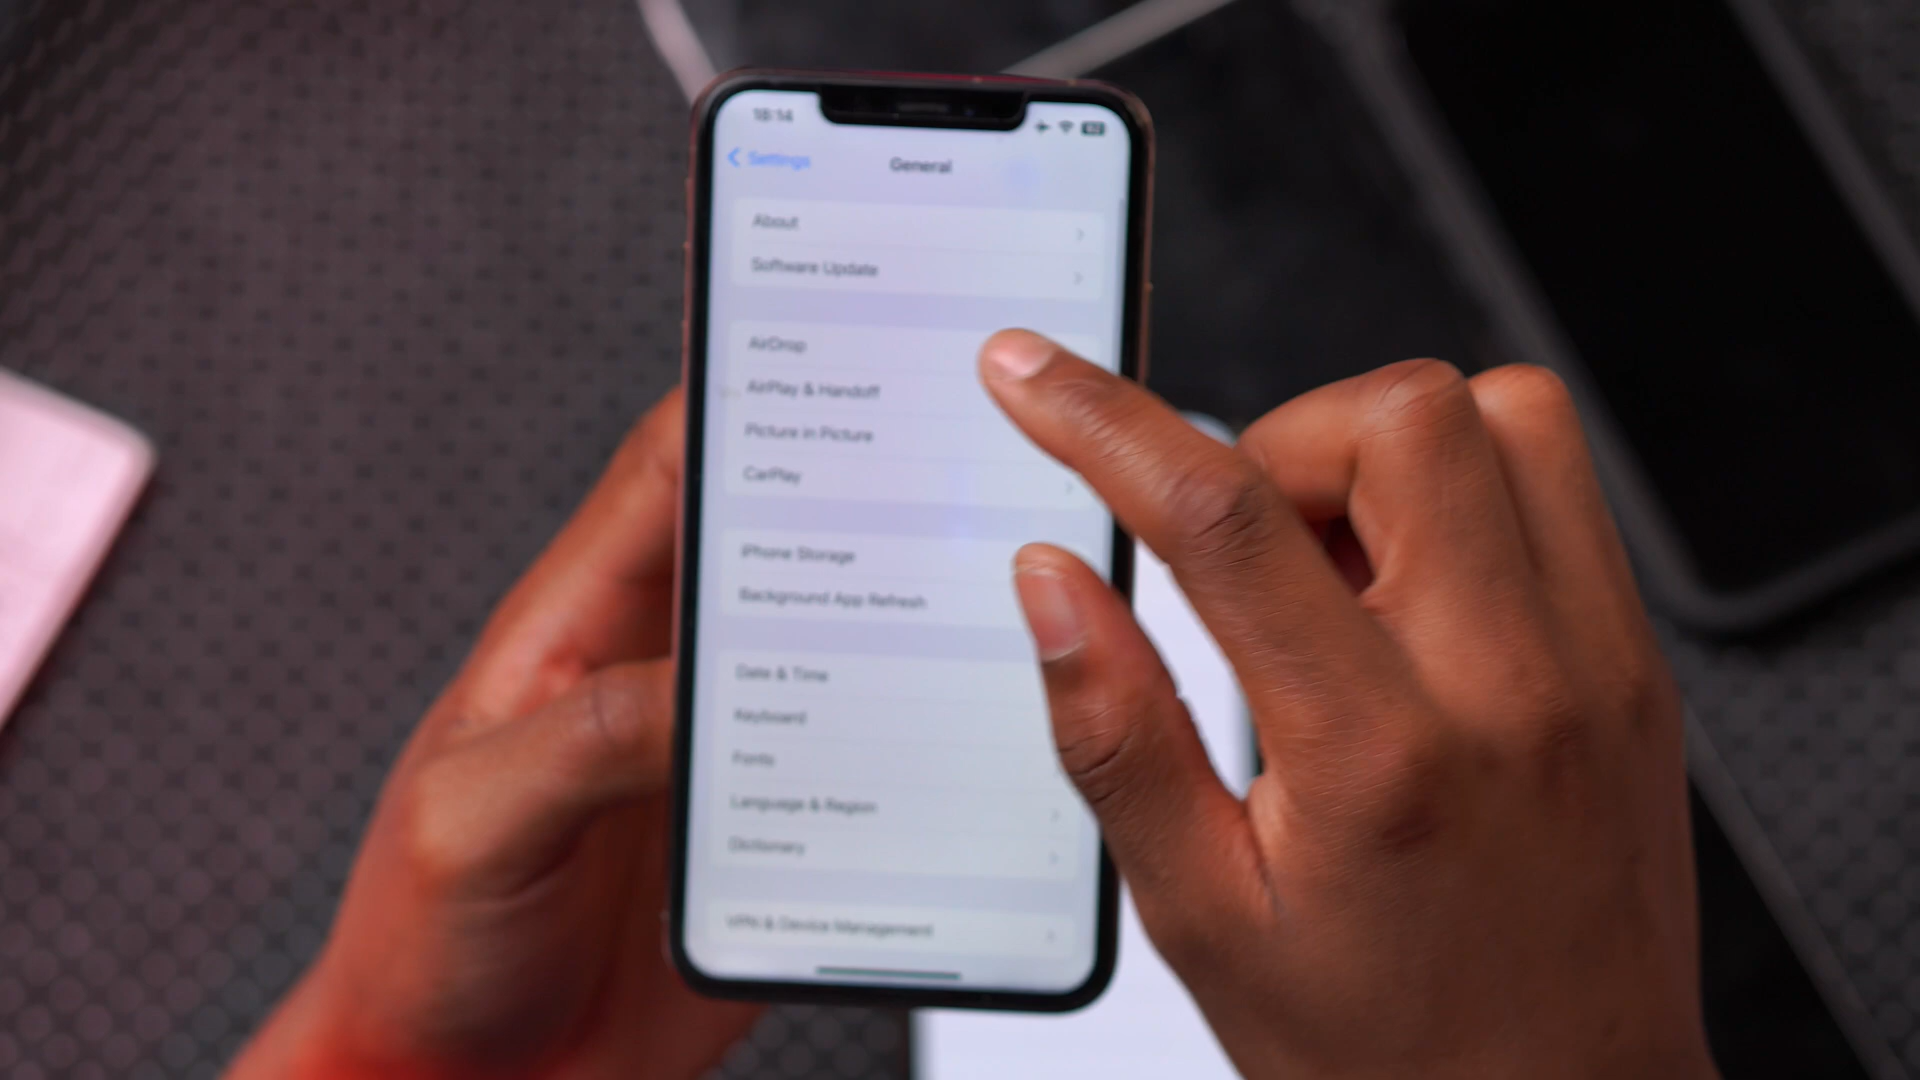 18:14
Settings
General
About
Software Update
AirDrop
AirPlay & Handoff
Picture in Picture
CarPlay
iPhone Storage
Background App Refresh
Date & Time
Keyboard
Fonts
Language & Region
Dictionary
VPN & Device Management